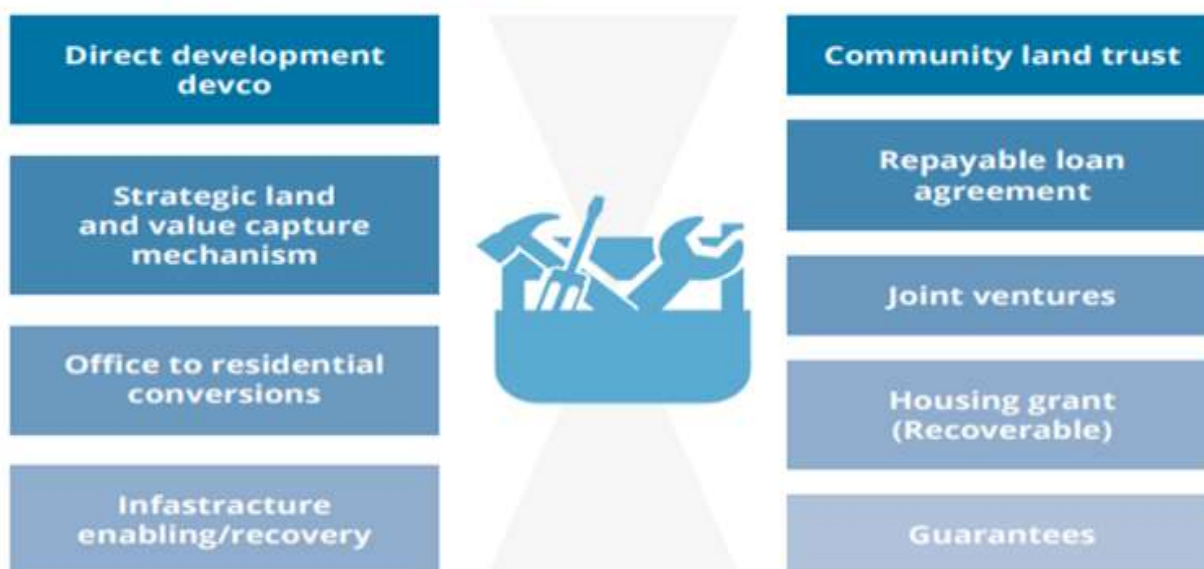 Direct development
devco
Strategic land
and value capture
mechanism
Office to residential
conversions
Infastracture
enabling/recovery
Community land trust
Repayable loan
agreement
Joint ventures
Housing grant
(Recoverable)
Guarantees